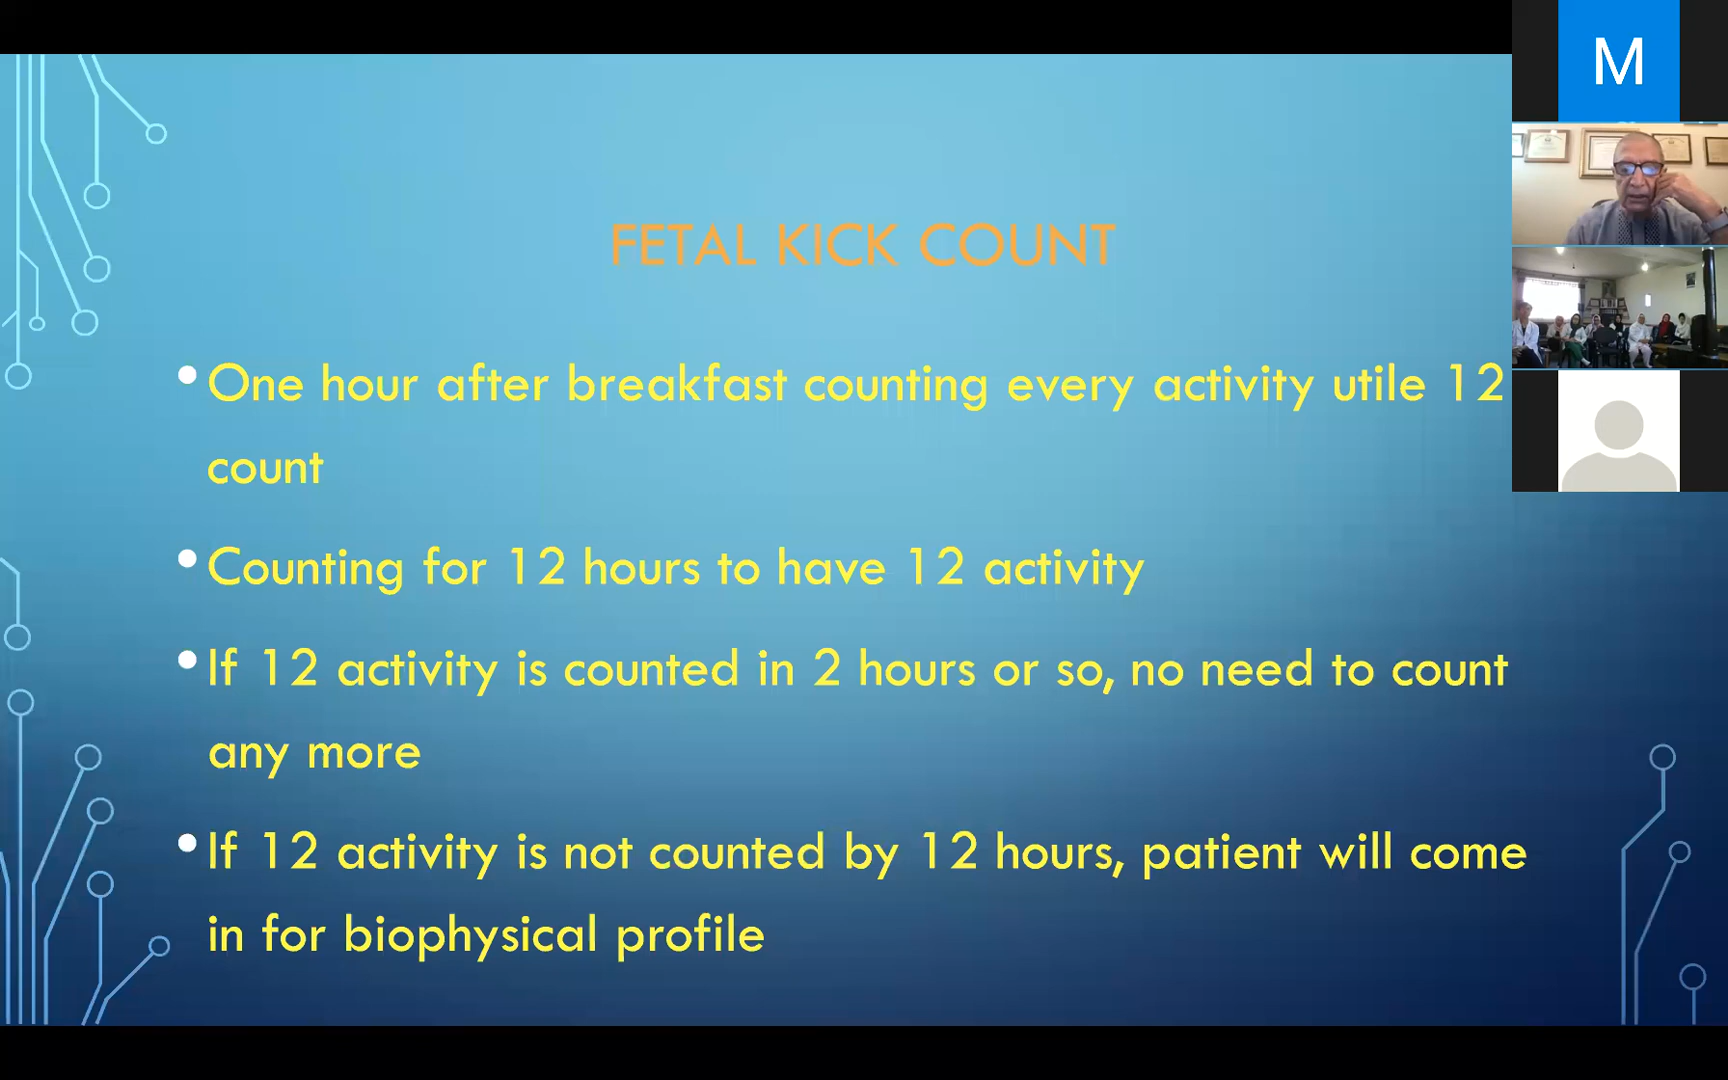 M
FETAL KICK COUNT
• One hour after breakfast counting every activity utile 12
count
• Counting for 12 hours to have 12 activity
• If 12 activity is counted in 2 hours or so, no need to count
any more
• If 12 activity is not counted by 12 hours, patient will come
in for biophysical profile